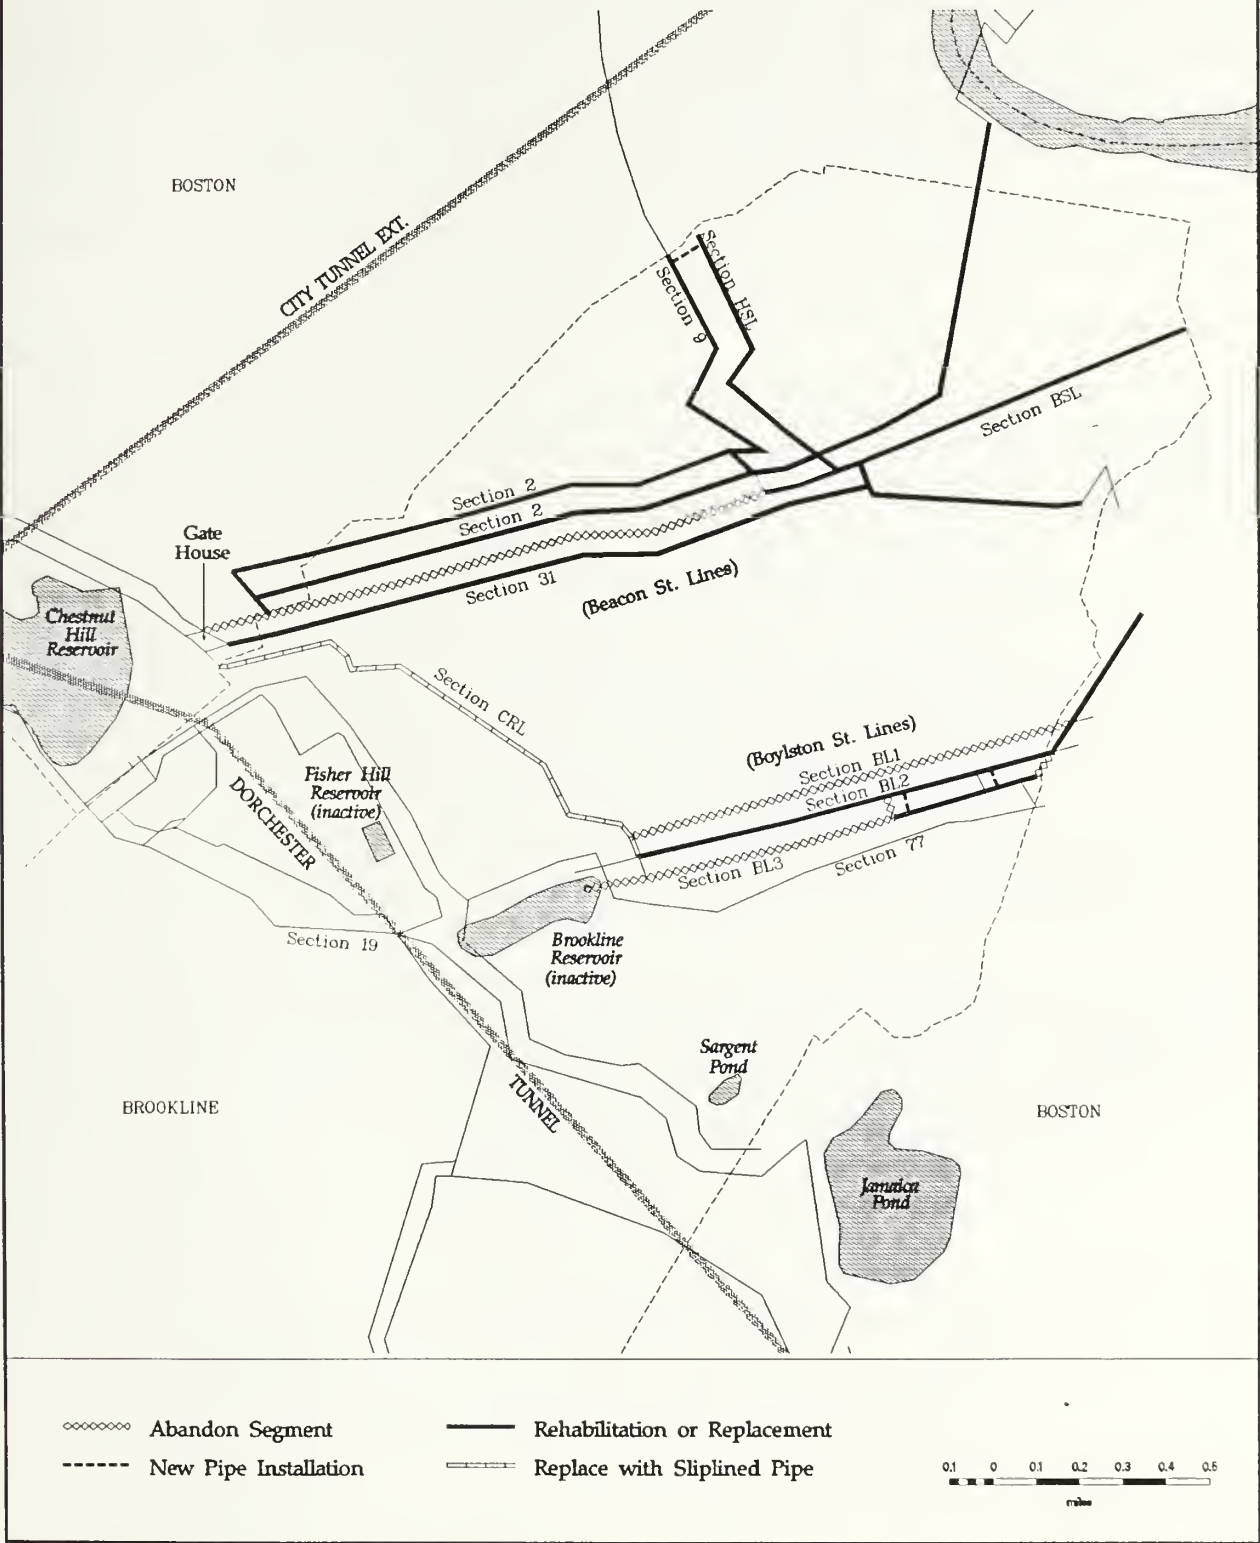 BOSTON
CITY TUNNEL EXT.
Section HSL
Section 9
Section BSL
Section 2
Section 2
Gate
House
Section 31
(Beacon St. Lines)
Chestnut
Hill
Reservoir
Section CRL
(Boylston St. Lines)
Section BL1
Section BL2
Fisher Hill
Reservoir
(inactive)
DORCHESTER
Section BL3
Section 77
Section 19
Brookline
Reservoir
(inactive)
Sargent
Pond
TUNNEL
BROOKLINE
BOSTON
Jamaica
Pond
Abandon Segment
Rehabilitation or Replacement
New Pipe Installation
Replace with Sliplined Pipe
0.1 0 0.1 0.2 0.3 0.4 0.5
miles